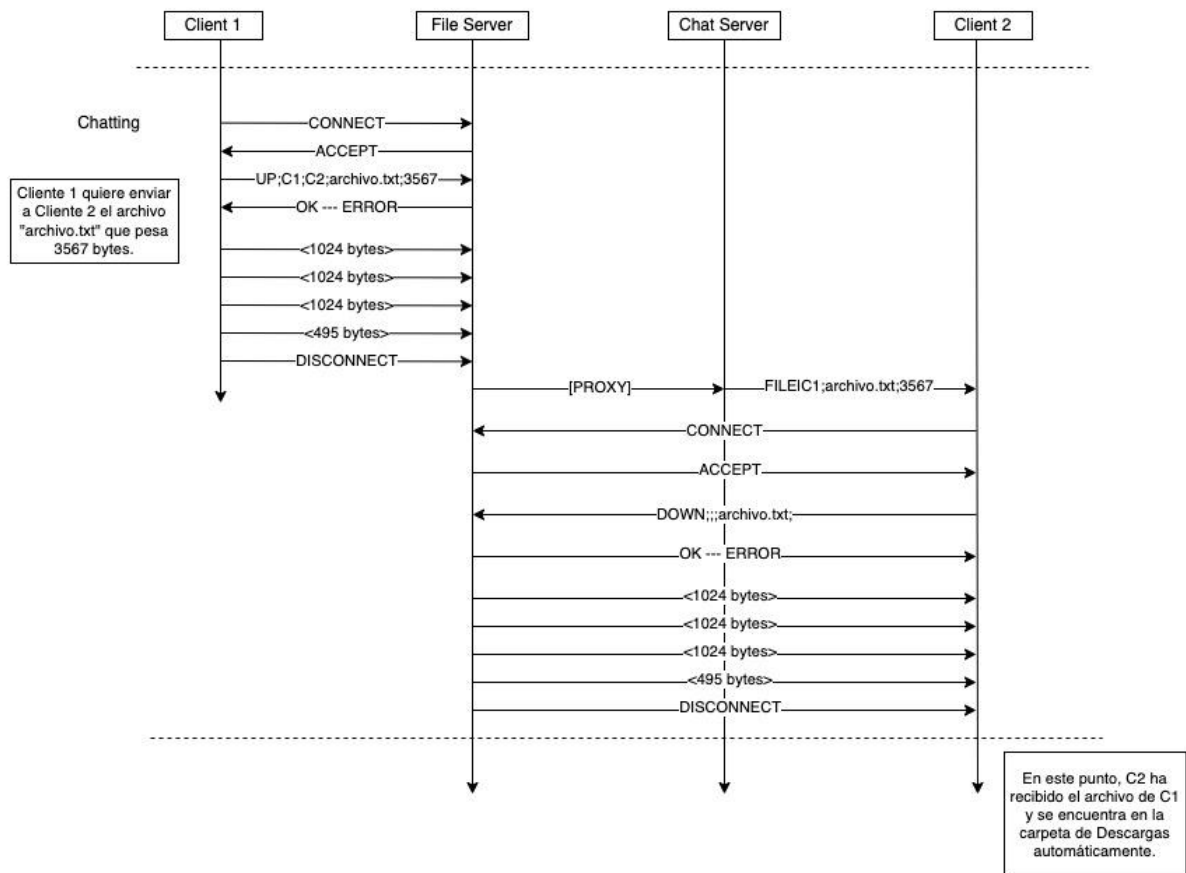 Client 1
File Server
Chat Server
Client 2
Chatting
CONNECT
ACCEPT
UP;C1;C2;archivo.txt;3567
OK --- ERROR
Cliente 1 quiere enviar
a Cliente 2 el archivo
"archivo.txt" que pesa
3567 bytes.
<1024 bytes>
<1024 bytes>
<1024 bytes>
<495 bytes>
DISCONNECT
[PROXY]
FILEIC1;archivo.txt;3567
CONNECT
ACCEPT
DOWN;;;archivo.txt;
OK --- ERROR
<1024 bytes>
<1024 bytes>
<1024 bytes>
<495 bytes>
DISCONNECT
En este punto, C2 ha
recibido el archivo de C1
y se encuentra en la
carpeta de Descargas
automáticamente.